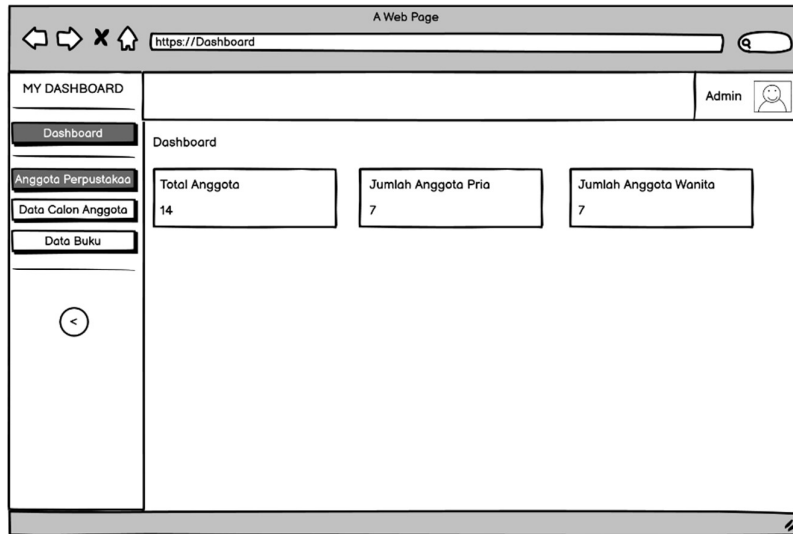 A Web Page
https://Dashboard
MY DASHBOARD
Admin
Dashboard
Anggota Perpustakaa
Data Calon Anggota
Data Buku
<
Dashboard
Total Anggota
14
Jumlah Anggota Pria
7
Jumlah Anggota Wanita
7